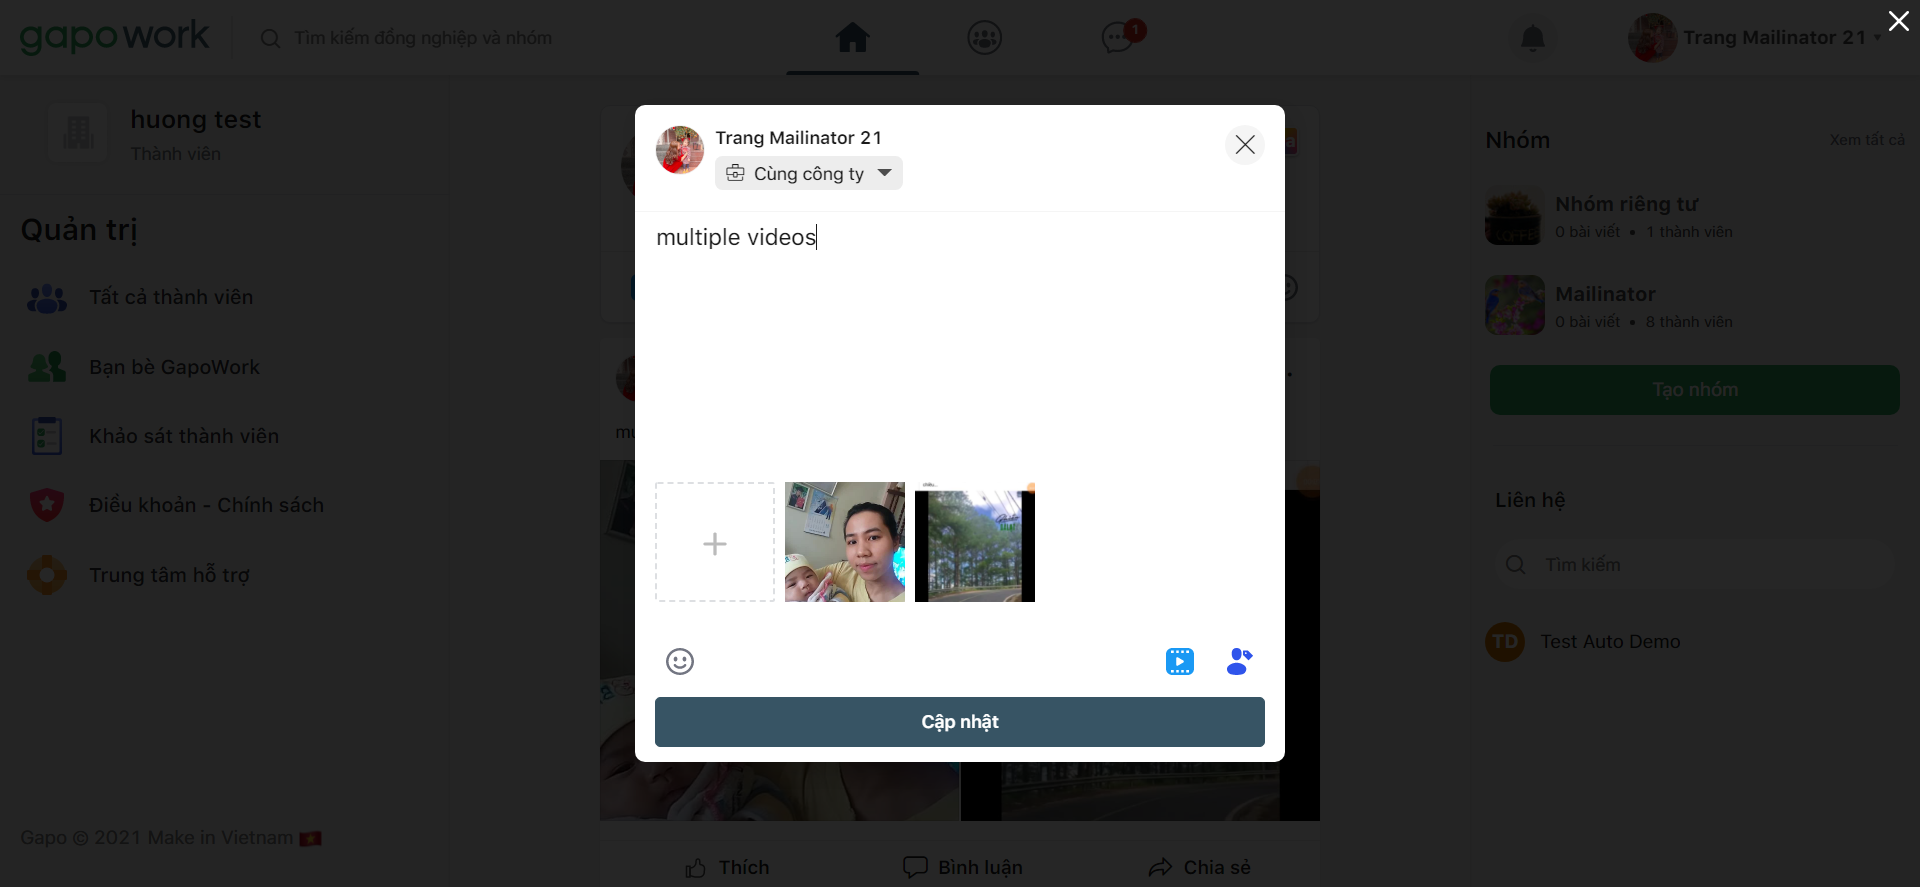 gapowork
Tìm kiếm đồng nghiệp và nhóm
1
Trang Mailinator 21
huong test
Thành viên
Quản trị
Tất cả thành viên
Bạn bè GapoWork
Khảo sát thành viên
Điều khoản - Chính sách
Trung tâm hỗ trợ
Gapo © 2021 Make in Vietnam
Trang Mailinator 21
Cùng công ty
multiple videos
Cập nhật
mu
Thích
Bình luận
Chia sẻ
Nhóm
Xem tất cả
Nhóm riêng tư
0 bài viết • 1 thành viên
Mailinator
0 bài viết • 8 thành viên
Tạo nhóm
Liên hệ
Tìm kiếm
TD
Test Auto Demo